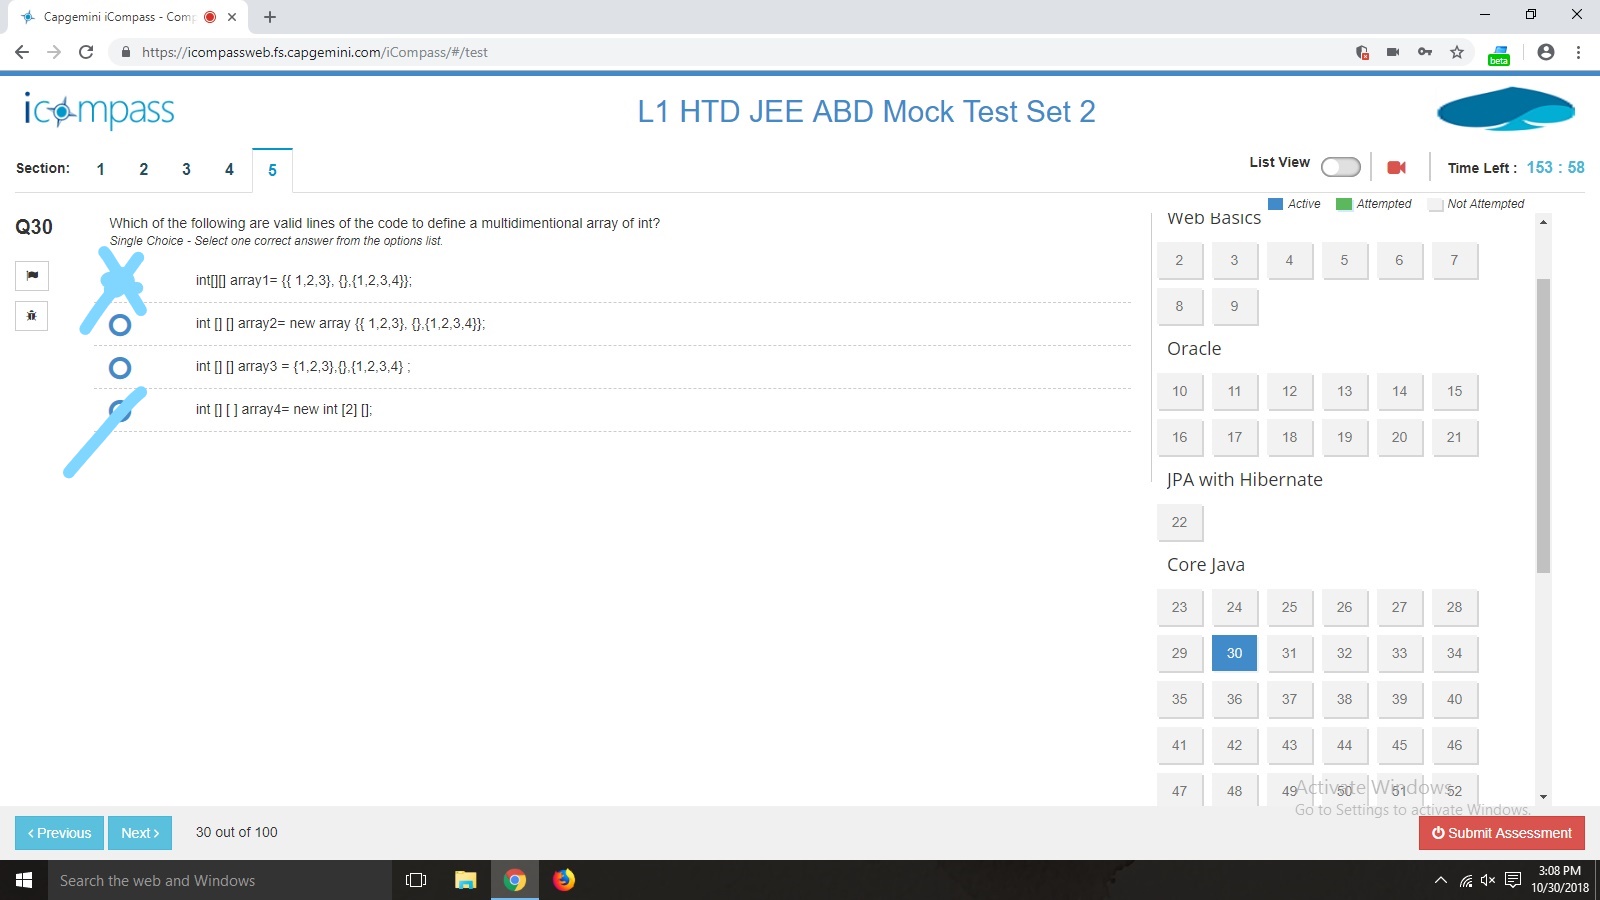 Capgemini iCompass - Comp
https://icompassweb.fs.capgemini.com/iCompass/#/test
beta
icompass
L1 HTD JEE ABD Mock Test Set 2
Section: 1 2 3 4 5
List View
Time Left : 153 : 58
Active Attempted Not Attempted
Q30
Which of the following are valid lines of the code to define a multidimentional array of int?
Single Choice - Select one correct answer from the options list.
int[][] array1= {{ 1,2,3}, {},{1,2,3,4}};
int [] [] array2= new array {{ 1,2,3}, {},{1,2,3,4}};
int [] [] array3 = {1,2,3},{},{1,2,3,4} ;
int [] [ ] array4= new int [2] [];
Web Basics
2 3 4 5 6 7
8 9
Oracle
10 11 12 13 14 15
16 17 18 19 20 21
JPA with Hibernate
22
Core Java
23 24 25 26 27 28
29 30 31 32 33 34
35 36 37 38 39 40
41 42 43 44 45 46
47 48 49 50 51 52
Activate Windows
Go to Settings to activate Windows.
‹ Previous
Next ›
30 out of 100
Submit Assessment
Search the web and Windows
3:08 PM
10/30/2018